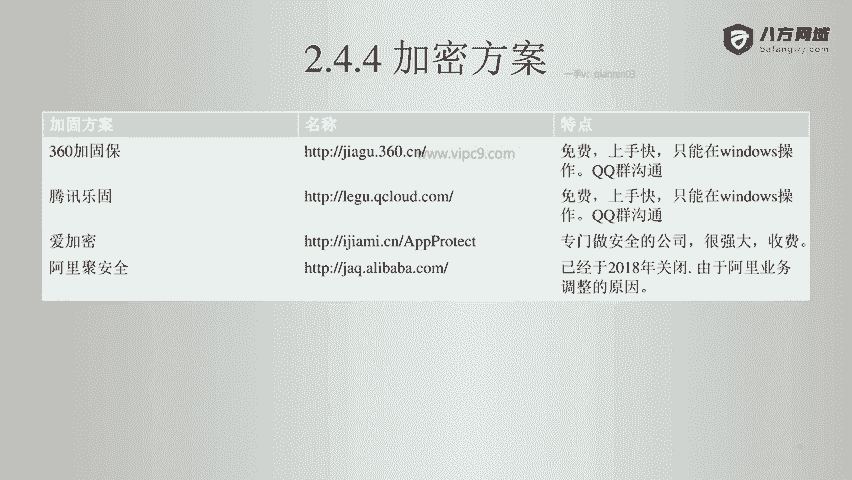 八方网域
bafangwy.com
2.4.4 加密方案
加固方案 名称 特点
360加固保 http://jiagu.360.cn/ 免费，上手快，只能在windows操
www.vipc9.com
作。QQ群沟通
腾讯乐固 http://legu.qcloud.com/ 免费，上手快，只能在windows操
作。QQ群沟通
爱加密 http://ijiami.cn/AppProtect 专门做安全的公司，很强大，收费。
阿里聚安全 http://jaq.alibaba.com/ 已经于2018年关闭. 由于阿里业务
调整的原因。